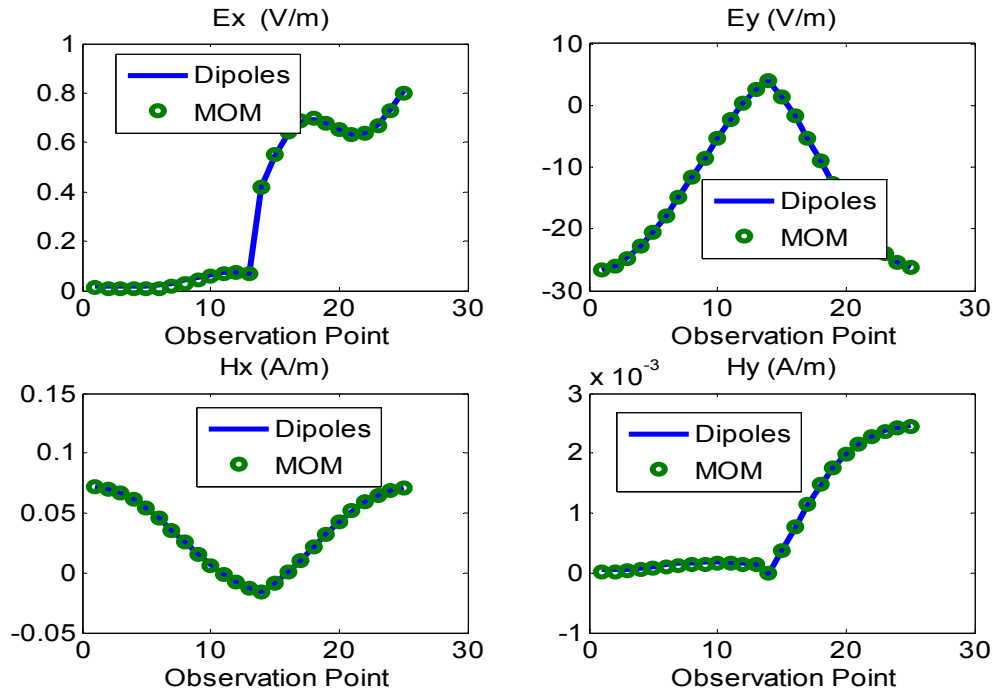 Ex (V/m)
1
0.8
0.6
0.4
0.2
0
0 10 20 30
Dipoles
MOM
Observation Point
Ey (V/m)
10
0
-10
-20
-30
0 10 20 30
Dipoles
MOM
Observation Point
Hx (A/m)
0.15
0.1
0.05
0
-0.05
0 10 20 30
Dipoles
MOM
Observation Point
Hy (A/m)
x 10^-3
3
2
1
0
-1
0 10 20 30
Dipoles
MOM
Observation Point